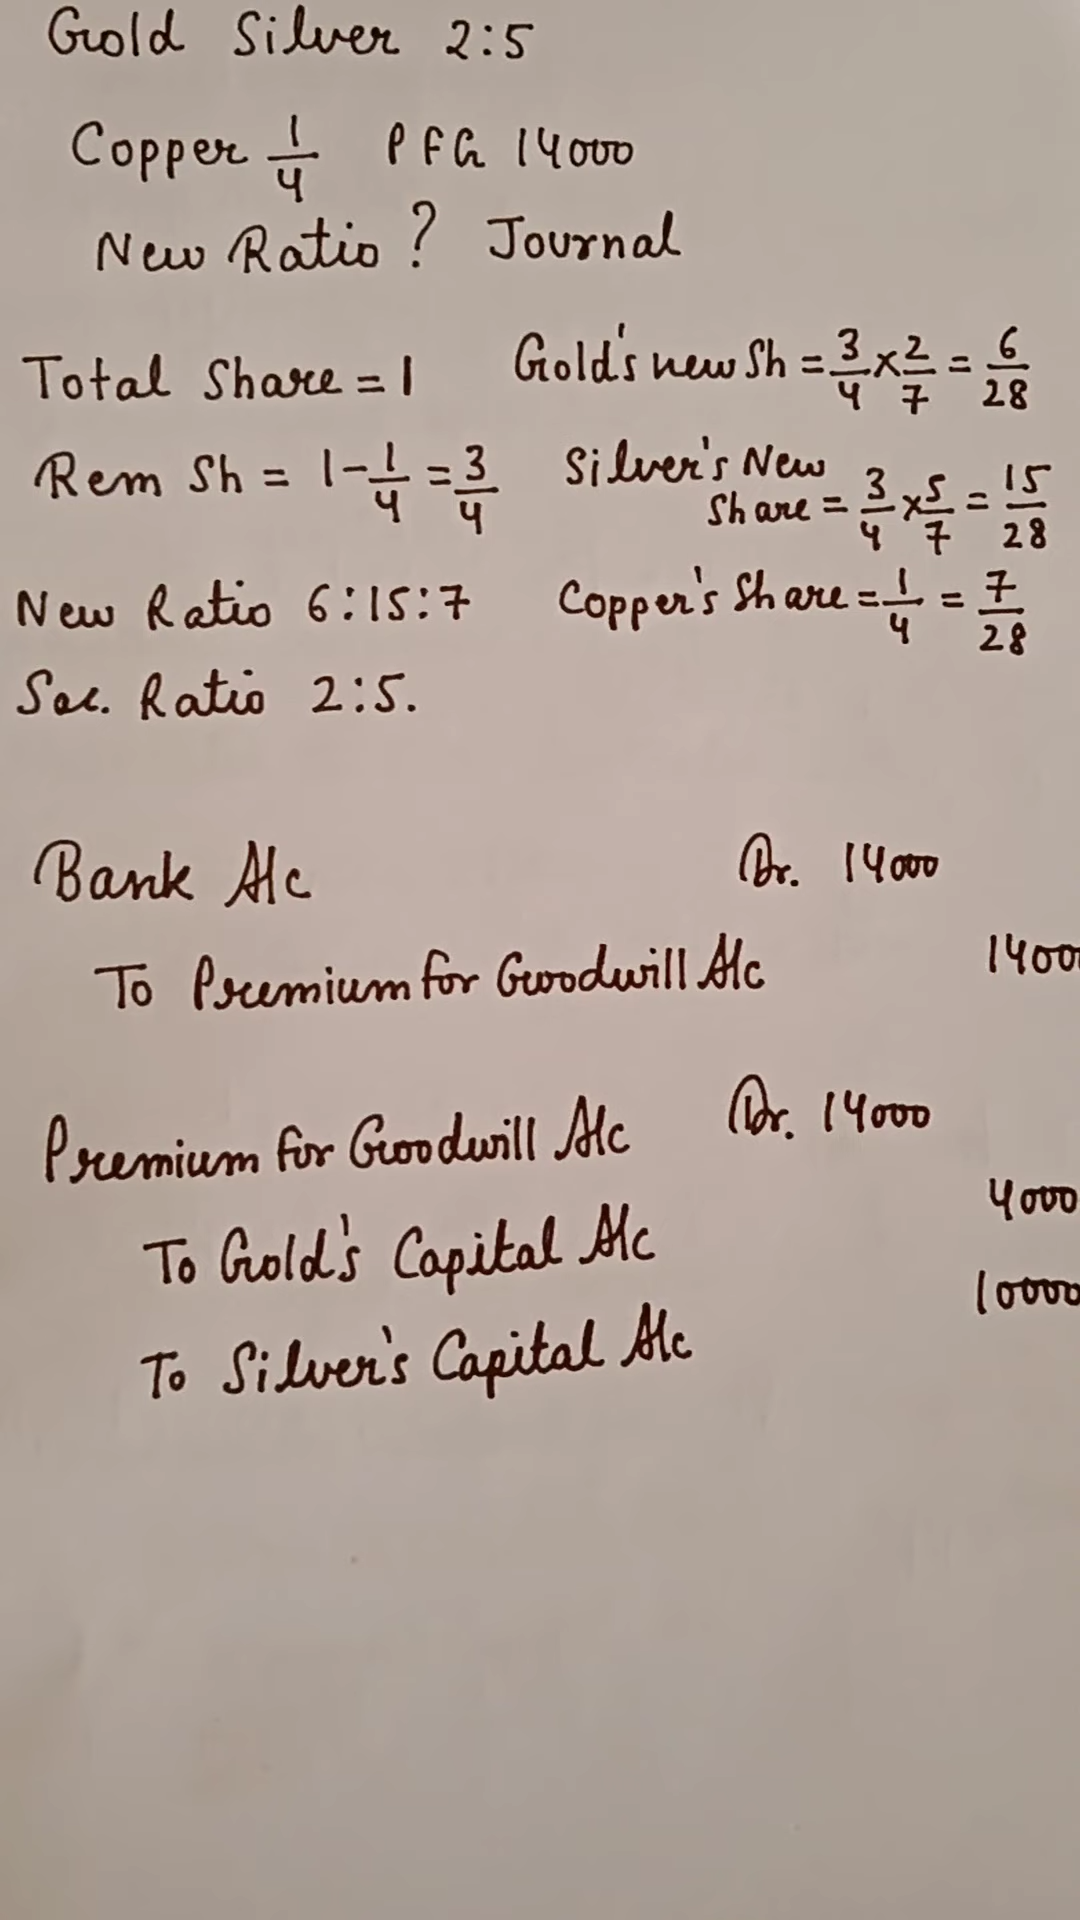 Gold Silver 2:5
Copper 1/4 PFG 14000
New Ratio? Journal
Total Share = 1
Rem Sh = 1 - 1/4 = 3/4
Gold's new Sh = 3/4 x 2/7 = 6/28
Silver's New
Share = 3/4 x 5/7 = 15/28
Copper's Share = 1/4 = 7/28
New Ratio 6:15:7
Sac. Ratio 2:5.
Bank A/c Dr. 14000
To Premium for Goodwill A/c 1400
Premium for Goodwill A/c Dr. 14000
To Gold's Capital A/c 4000
To Silver's Capital A/c 10000